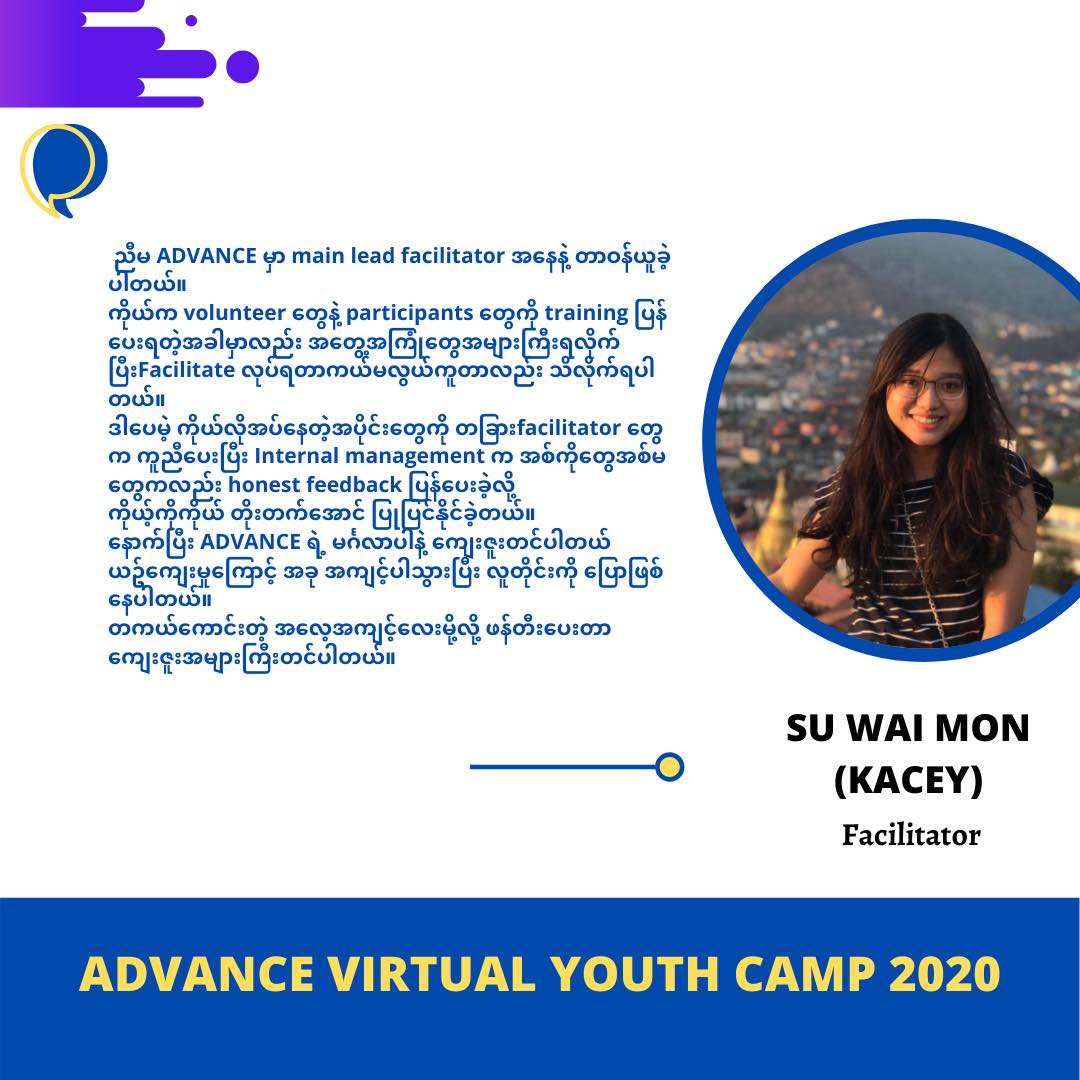 ညီမ ADVANCE မှာ main lead facilitator အနေနဲ့ တာဝန်ယူခဲ့
ပါတယ်။
ကိုယ်က volunteer တွေနဲ့ participants တွေကို training ပြန်
ပေးရတဲ့အခါမှာလည်း အတွေ့အကြုံတွေအများကြီးရလိုက်
ပြီးFacilitate လုပ်ရတာကယ်မလွယ်ကူတာလည်း သိလိုက်ရပါ
တယ်။
ဒါပေမဲ့ ကိုယ်လိုအပ်နေတဲ့အပိုင်းတွေကို တခြားfacilitator တွေ
က ကူညီပေးပြီး Internal management က အစ်ကိုတွေအစ်မ
တွေကလည်း honest feedback ပြန်ပေးခဲ့လို့
ကိုယ့်ကိုကိုယ် တိုးတက်အောင် ပြုပြင်နိုင်ခဲ့တယ်။
နောက်ပြီး ADVANCE ရဲ့ မင်္ဂလာပါနဲ့ ကျေးဇူးတင်ပါတယ်
ယဥ်ကျေးမှုကြောင့် အခု အကျင့်ပါသွားပြီး လူတိုင်းကို ပြောဖြစ်
နေပါတယ်။
တကယ်ကောင်းတဲ့ အလေ့အကျင့်လေးမို့လို့ ဖန်တီးပေးတာ
ကျေးဇူးအများကြီးတင်ပါတယ်။
SU WAI MON
(KACEY)
Facilitator
ADVANCE VIRTUAL YOUTH CAMP 2020